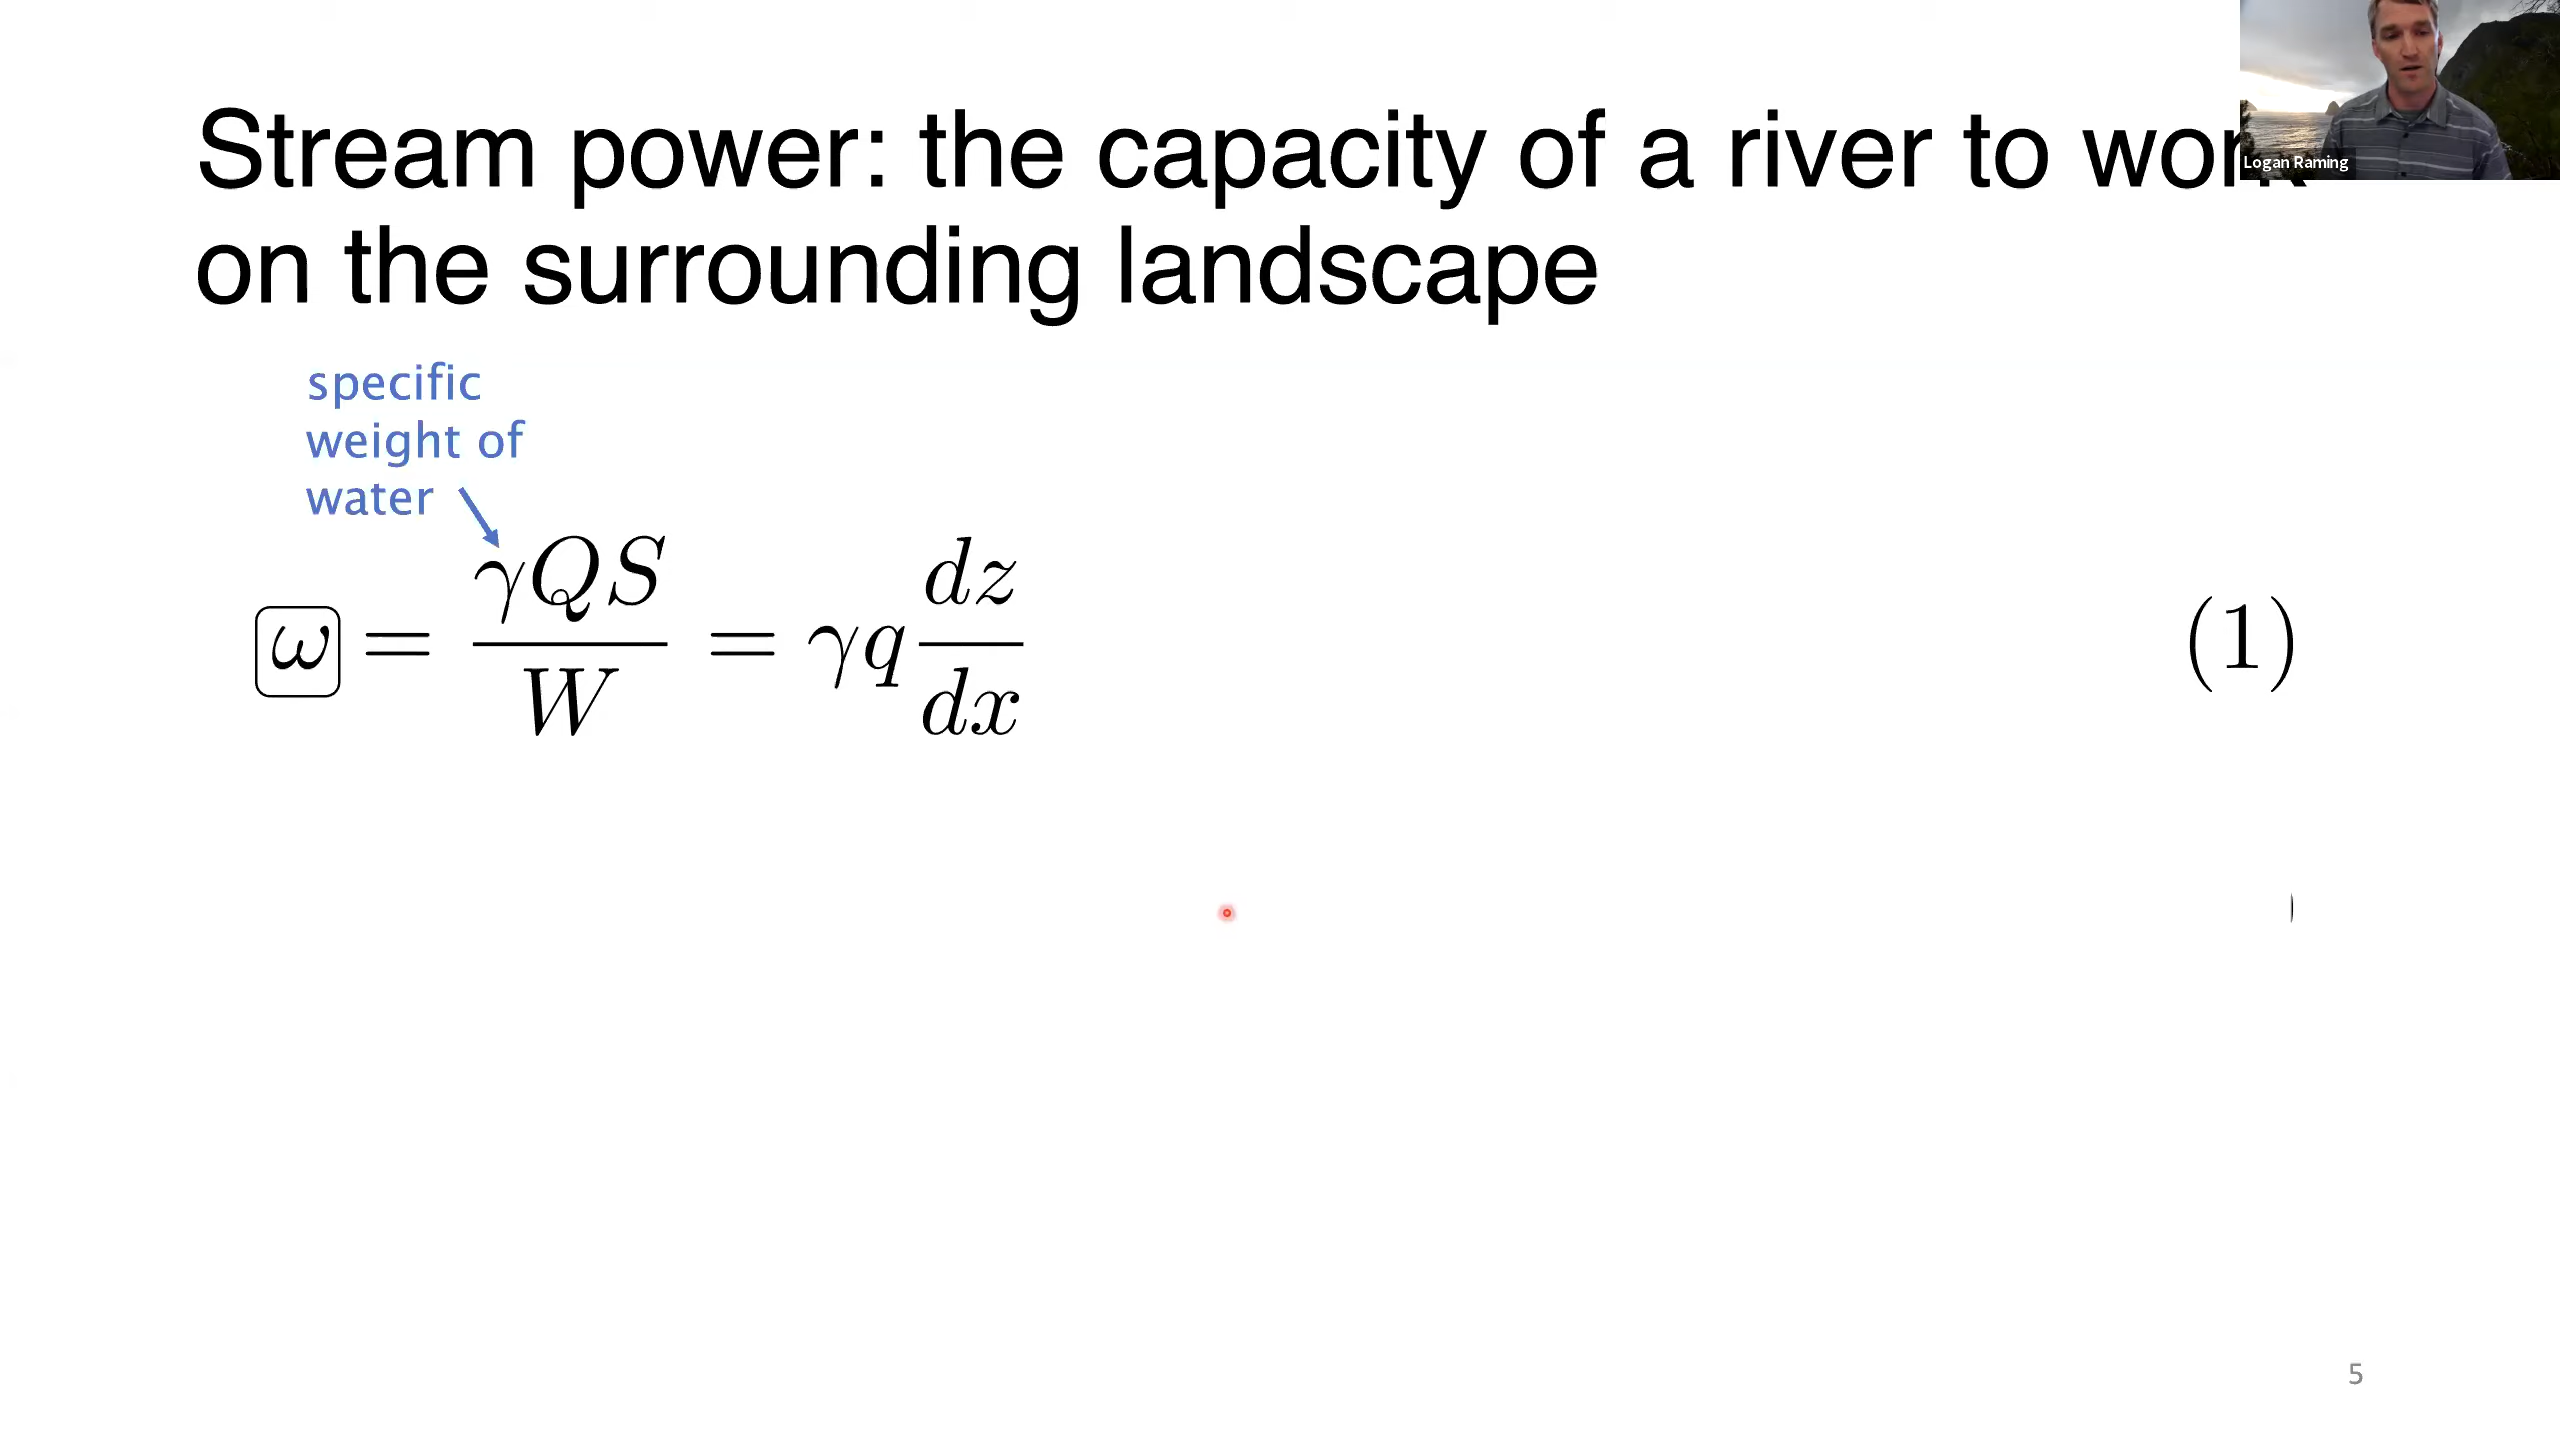 Stream power: the capacity of a river to work
on the surrounding landscape
Logan Raming
specific
weight of
water
ω = γQS / W = γq dz / dx (1)
5